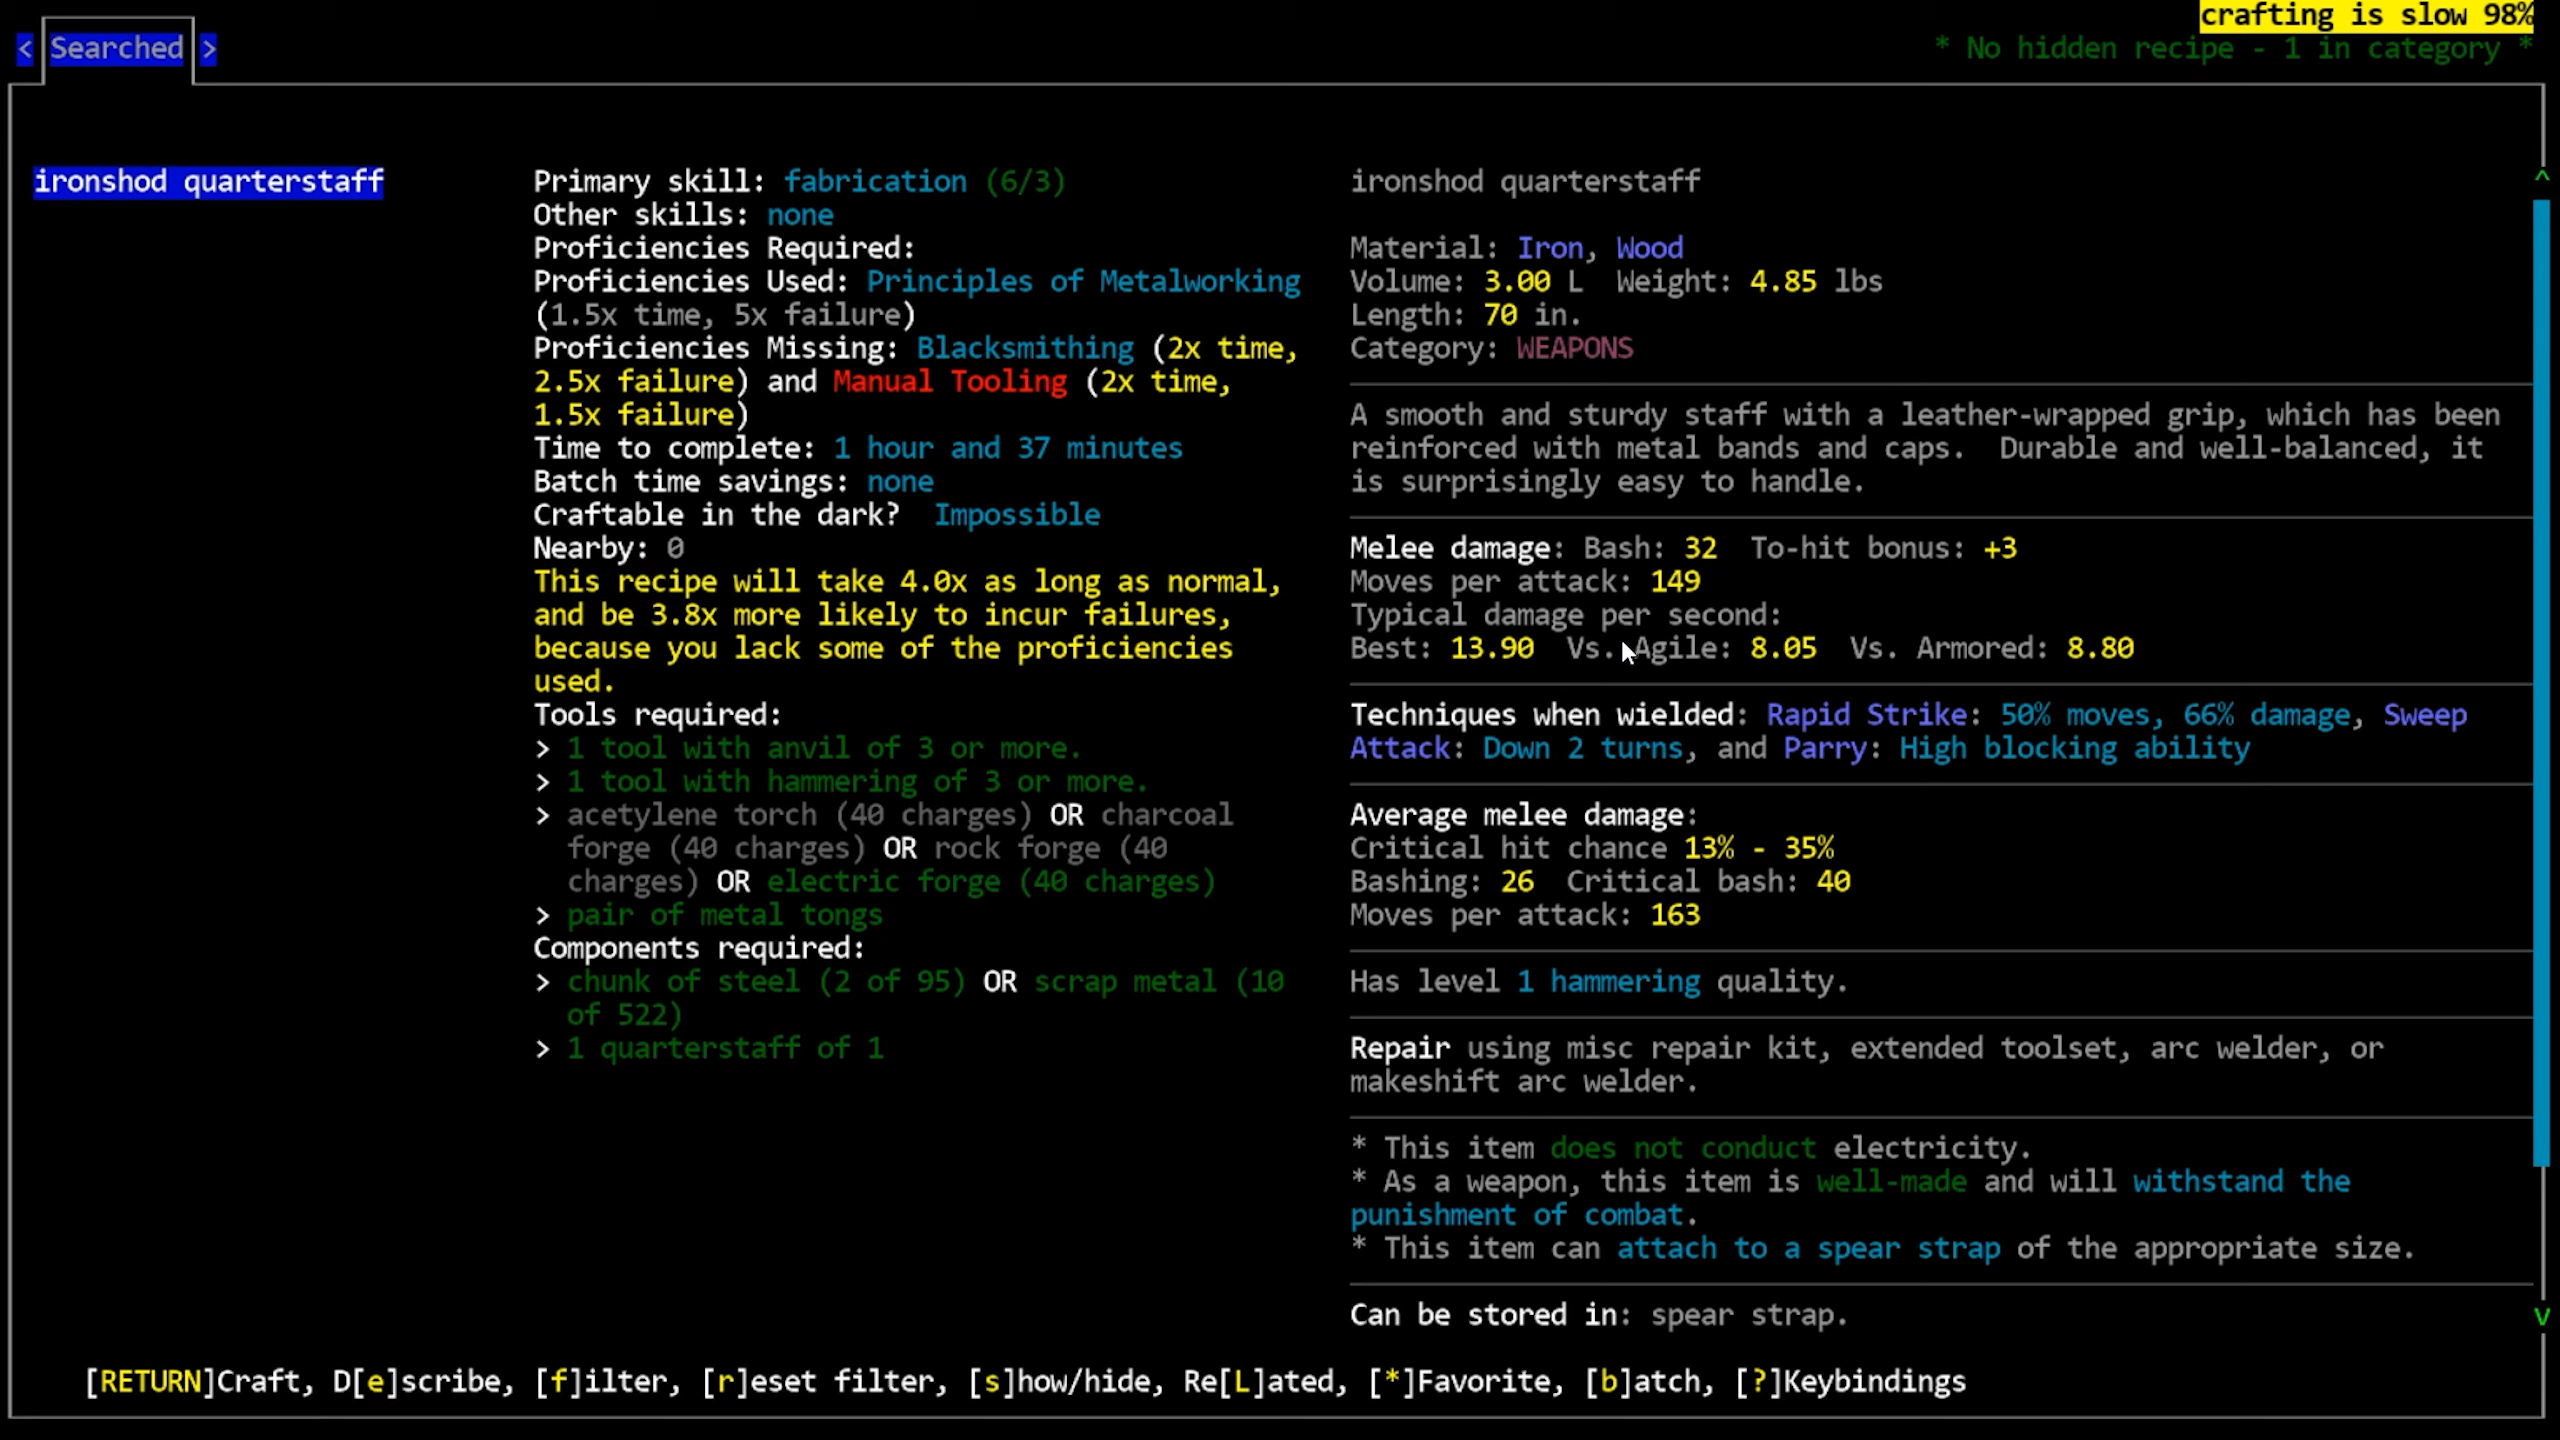 crafting is slow 98%
< Searched >
* No hidden recipe - 1 in category *
ironshod quarterstaff
Primary skill: fabrication (6/3)
Other skills: none
Proficiencies Required:
Proficiencies Used: Principles of Metalworking
(1.5x time, 5x failure)
Proficiencies Missing: Blacksmithing (2x time,
2.5x failure) and Manual Tooling (2x time,
1.5x failure)
Time to complete: 1 hour and 37 minutes
Batch time savings: none
Craftable in the dark? Impossible
Nearby: 0
This recipe will take 4.0x as long as normal,
and be 3.8x more likely to incur failures,
because you lack some of the proficiencies
used.
Tools required:
> 1 tool with anvil of 3 or more.
> 1 tool with hammering of 3 or more.
> acetylene torch (40 charges) OR charcoal
forge (40 charges) OR rock forge (40
charges) OR electric forge (40 charges)
> pair of metal tongs
Components required:
> chunk of steel (2 of 95) OR scrap metal (10
of 522)
> 1 quarterstaff of 1
ironshod quarterstaff
Material: Iron, Wood
Volume: 3.00 L Weight: 4.85 lbs
Length: 70 in.
Category: WEAPONS
A smooth and sturdy staff with a leather-wrapped grip, which has been
reinforced with metal bands and caps. Durable and well-balanced, it
is surprisingly easy to handle.
Melee damage: Bash: 32 To-hit bonus: +3
Moves per attack: 149
Typical damage per second:
Best: 13.90 Vs. Agile: 8.05 Vs. Armored: 8.80
Techniques when wielded: Rapid Strike: 50% moves, 66% damage, Sweep
Attack: Down 2 turns, and Parry: High blocking ability
Average melee damage:
Critical hit chance 13% - 35%
Bashing: 26 Critical bash: 40
Moves per attack: 163
Has level 1 hammering quality.
Repair using misc repair kit, extended toolset, arc welder, or
makeshift arc welder.
* This item does not conduct electricity.
* As a weapon, this item is well-made and will withstand the
punishment of combat.
* This item can attach to a spear strap of the appropriate size.
Can be stored in: spear strap.
[RETURN]Craft, D[e]scribe, [f]ilter, [r]eset filter, [s]how/hide, Re[L]ated, [*]Favorite, [b]atch, [?]Keybindings